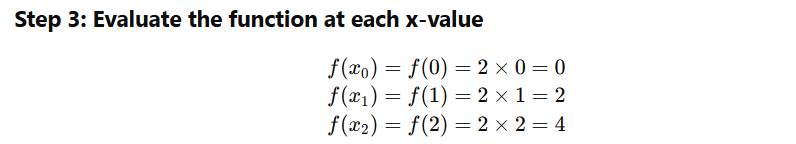 Step 3: Evaluate the function at each x-value
f(x₀) = f(0) = 2 × 0 = 0
f(x₁) = f(1) = 2 × 1 = 2
f(x₂) = f(2) = 2 × 2 = 4